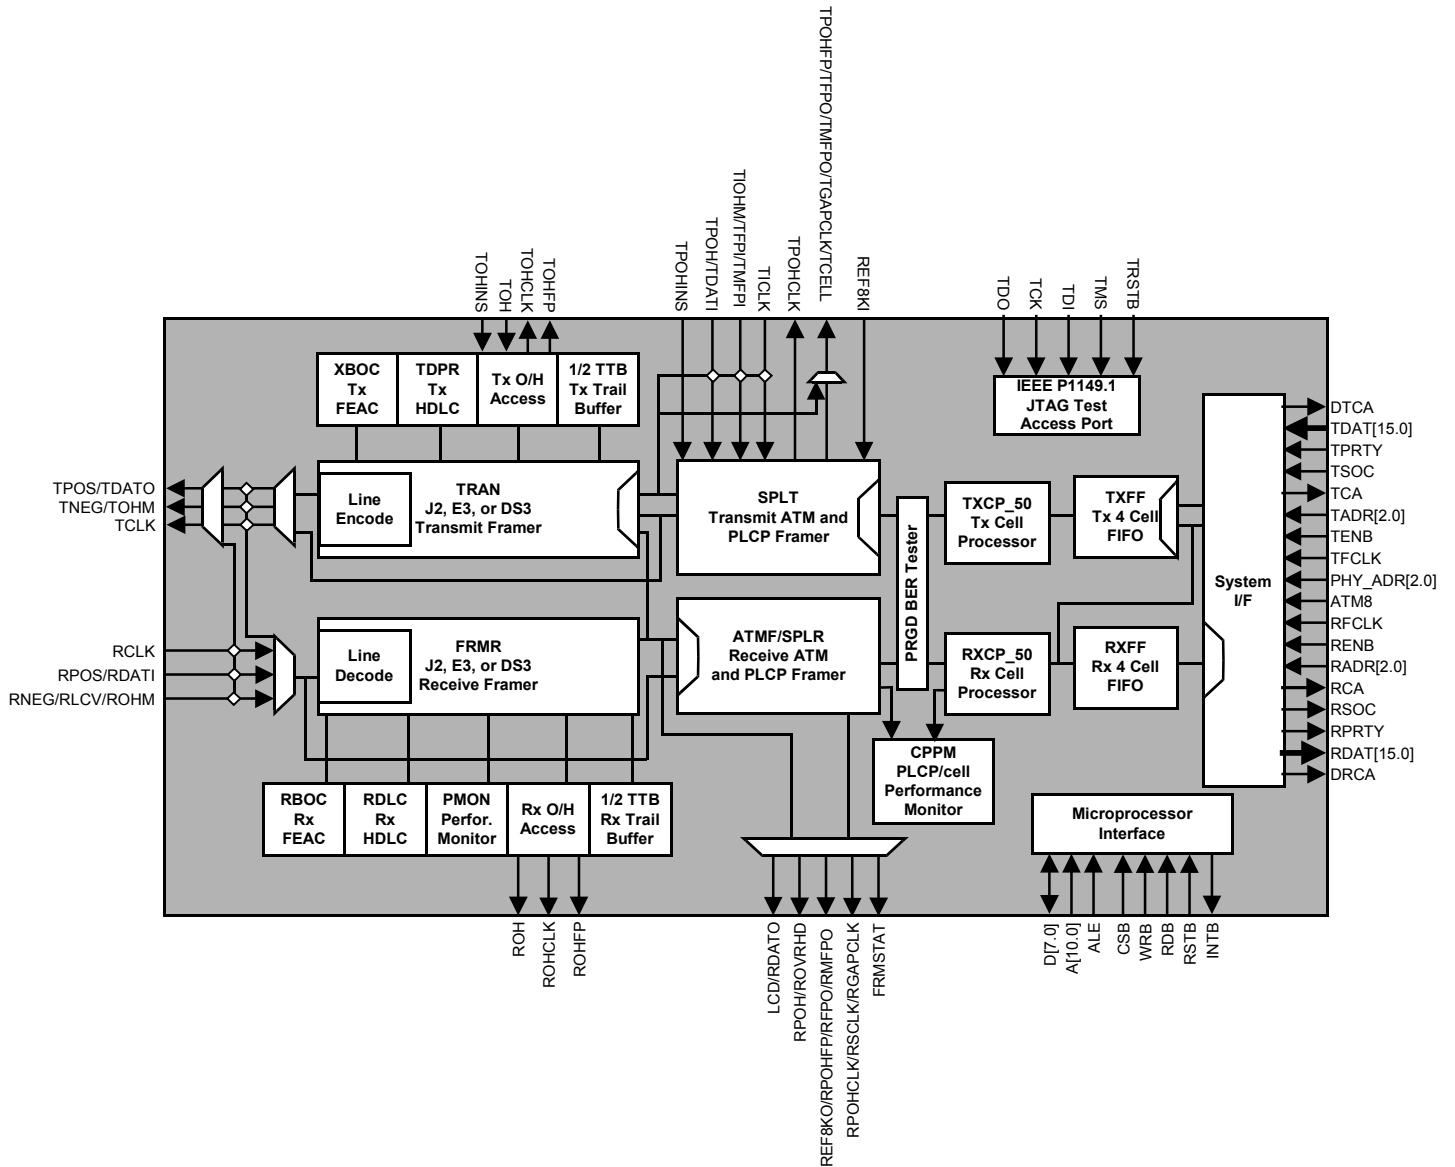 TPOHFP/TFPO/TMFPO/TGAPCLK/TCELL
TIOHM/TFPI/TMFPI
TPOH/TDATI
TPOHINS
TICLK
TPOHCLK
REF8KI
TOHINS
TOH
TOHCLK
TOHFP
TDO
TCK
TDI
TMS
TRSTB
XBOC
Tx
FEAC
TDPR
Tx
HDLC
Tx O/H
Access
1/2 TTB
Tx Trail
Buffer
IEEE P1149.1
JTAG Test
Access Port
TPOS/TDATO
TNEG/TOHM
TCLK
Line
Encode
TRAN
J2, E3, or DS3
Transmit Framer
SPLT
Transmit ATM and
PLCP Framer
PRGD BER Tester
TXCP_50
Tx Cell
Processor
TXFF
Tx 4 Cell
FIFO
System
I/F
DTCA
TDAT[15.0]
TPRTY
TSOC
TCA
TADR[2.0]
TENB
TFCLK
PHY_ADR[2.0]
ATM8
RFCLK
RENB
RADR[2.0]
RCA
RSOC
RPRTY
RDAT[15.0]
DRCA
RCLK
RPOS/RDATI
RNEG/RLCV/ROHM
Line
Decode
FRMR
J2, E3, or DS3
Receive Framer
ATMF/SPLR
Receive ATM
and PLCP Framer
RXCP_50
Rx Cell
Processor
RXFF
Rx 4 Cell
FIFO
CPPM
PLCP/cell
Performance
Monitor
RBOC
Rx
FEAC
RDLC
Rx
HDLC
PMON
Perfor.
Monitor
Rx O/H
Access
1/2 TTB
Rx Trail
Buffer
Microprocessor
Interface
ROH
ROHCLK
ROHFP
LCD/RDATO
RPOH/ROVRHD
REF8KO/RPOHFP/RFPO/RMFPO
RPOHCLK/RSCLK/RGAPCLK
FRMSTAT
D[7.0]
A[10.0]
ALE
CSB
WRB
RDB
RSTB
INTB